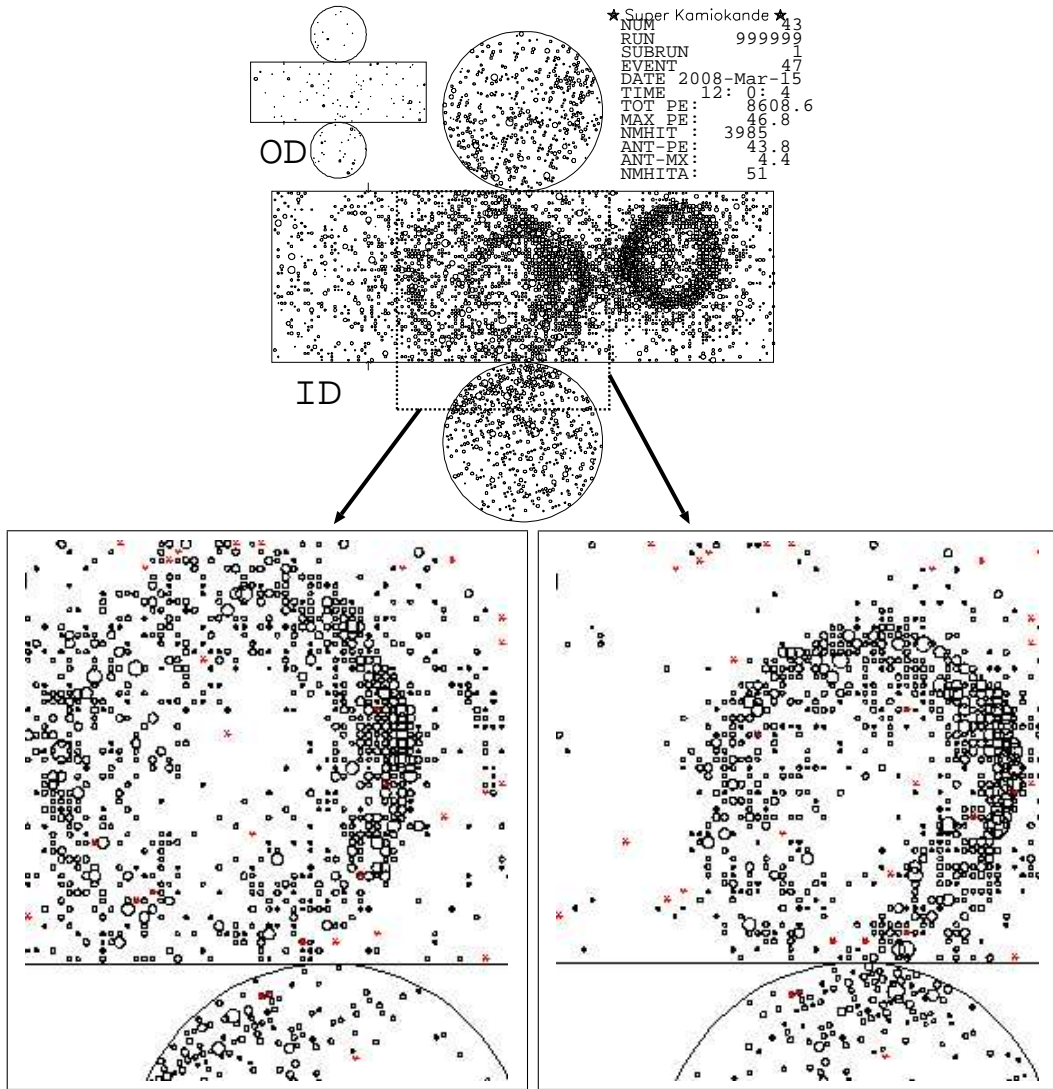 ★ Super Kamiokande ★
NUM 43
RUN 999999
SUBRUN 1
EVENT 47
DATE 2008-Mar-15
TIME 12: 0: 4
TOT PE: 8608.6
MAX PE: 46.8
NMHIT : 3985
ANT-PE: 43.8
ANT-MX: 4.4
NMHITA: 51
OD
ID